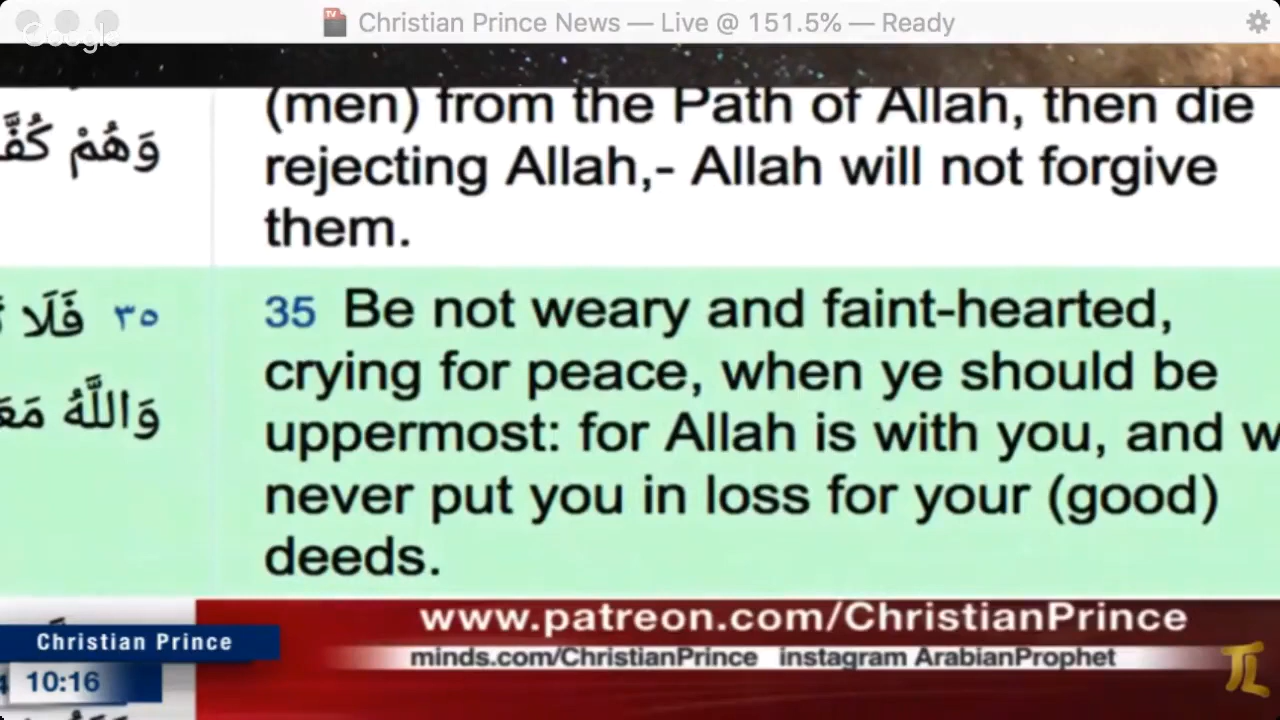 Christian Prince News — Live @ 151.5% — Ready
Google
(men) from the Path of Allah, then die
rejecting Allah,- Allah will not forgive
them.
وَهُمْ
35 Be not weary and faint-hearted,
crying for peace, when ye should be
uppermost: for Allah is with you, and
never put you in loss for your (good)
deeds.
٣٥ فَلَا
وَاللَّهُ
www.patreon.com/ChristianPrince
minds.com/ChristianPrince instagram ArabianProphet
Christian Prince
10:16